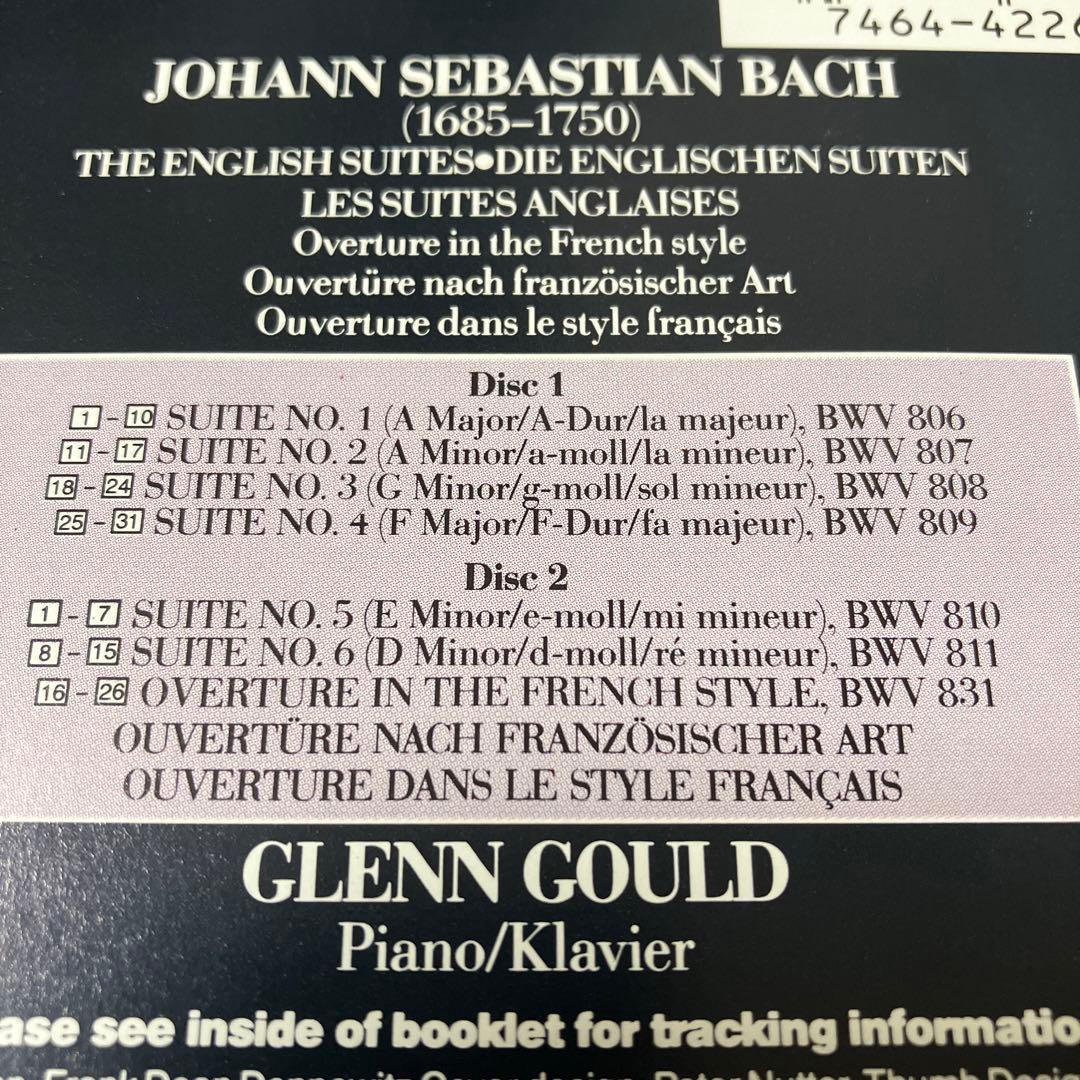 7464-4226
JOHANN SEBASTIAN BACH
(1685–1750)
THE ENGLISH SUITES●DIE ENGLISCHEN SUITEN
LES SUITES ANGLAISES
Overture in the French style
Ouvertüre nach französischer Art
Ouverture dans le style français
Disc 1
1 - 10 SUITE NO. 1 (A Major/A-Dur/la majeur), BWV 806
11 - 17 SUITE NO. 2 (A Minor/a-moll/la mineur), BWV 807
18 - 24 SUITE NO. 3 (G Minor/g-moll/sol mineur), BWV 808
25 - 31 SUITE NO. 4 (F Major/F-Dur/fa majeur), BWV 809
Disc 2
1 - 7 SUITE NO. 5 (E Minor/e-moll/mi mineur), BWV 810
8 - 15 SUITE NO. 6 (D Minor/d-moll/ré mineur), BWV 811
16 - 26 OVERTURE IN THE FRENCH STYLE, BWV 831
OUVERTÜRE NACH FRANZÖSISCHER ART
OUVERTURE DANS LE STYLE FRANÇAIS
GLENN GOULD
Piano/Klavier
ase see inside of booklet for tracking informatio